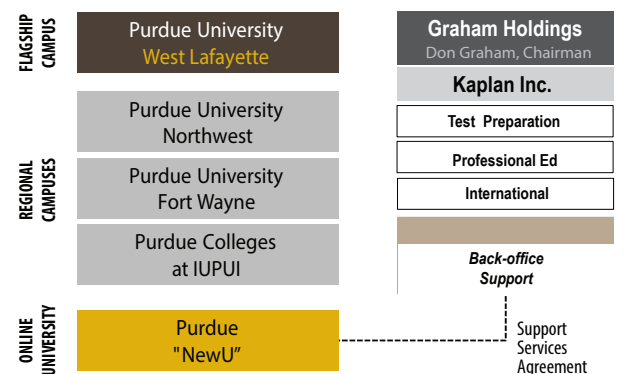 FLAGSHIP
CAMPUS
Purdue University
West Lafayette
REGIONAL
CAMPUSES
Purdue University
Northwest
Purdue University
Fort Wayne
Purdue Colleges
at IUPUI
ONLINE
UNIVERSITY
Purdue
"NewU”
Graham Holdings
Don Graham, Chairman
Kaplan Inc.
Test Preparation
Professional Ed
International
Back-office
Support
Support
Services
Agreement